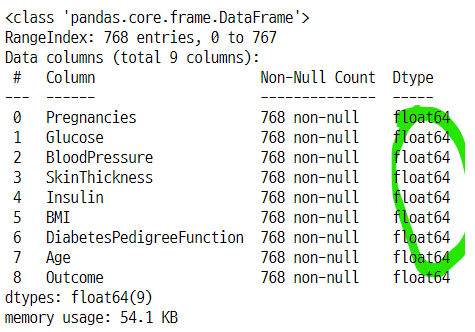 <class 'pandas.core.frame.DataFrame'>
RangeIndex: 768 entries, 0 to 767
Data columns (total 9 columns):
 #   Column                    Non-Null Count  Dtype
---  ------                    --------------  -----
 0   Pregnancies               768 non-null    float64
 1   Glucose                   768 non-null    float64
 2   BloodPressure             768 non-null    float64
 3   SkinThickness             768 non-null    float64
 4   Insulin                   768 non-null    float64
 5   BMI                       768 non-null    float64
 6   DiabetesPedigreeFunction  768 non-null    float64
 7   Age                       768 non-null    float64
 8   Outcome                   768 non-null    float64
dtypes: float64(9)
memory usage: 54.1 KB